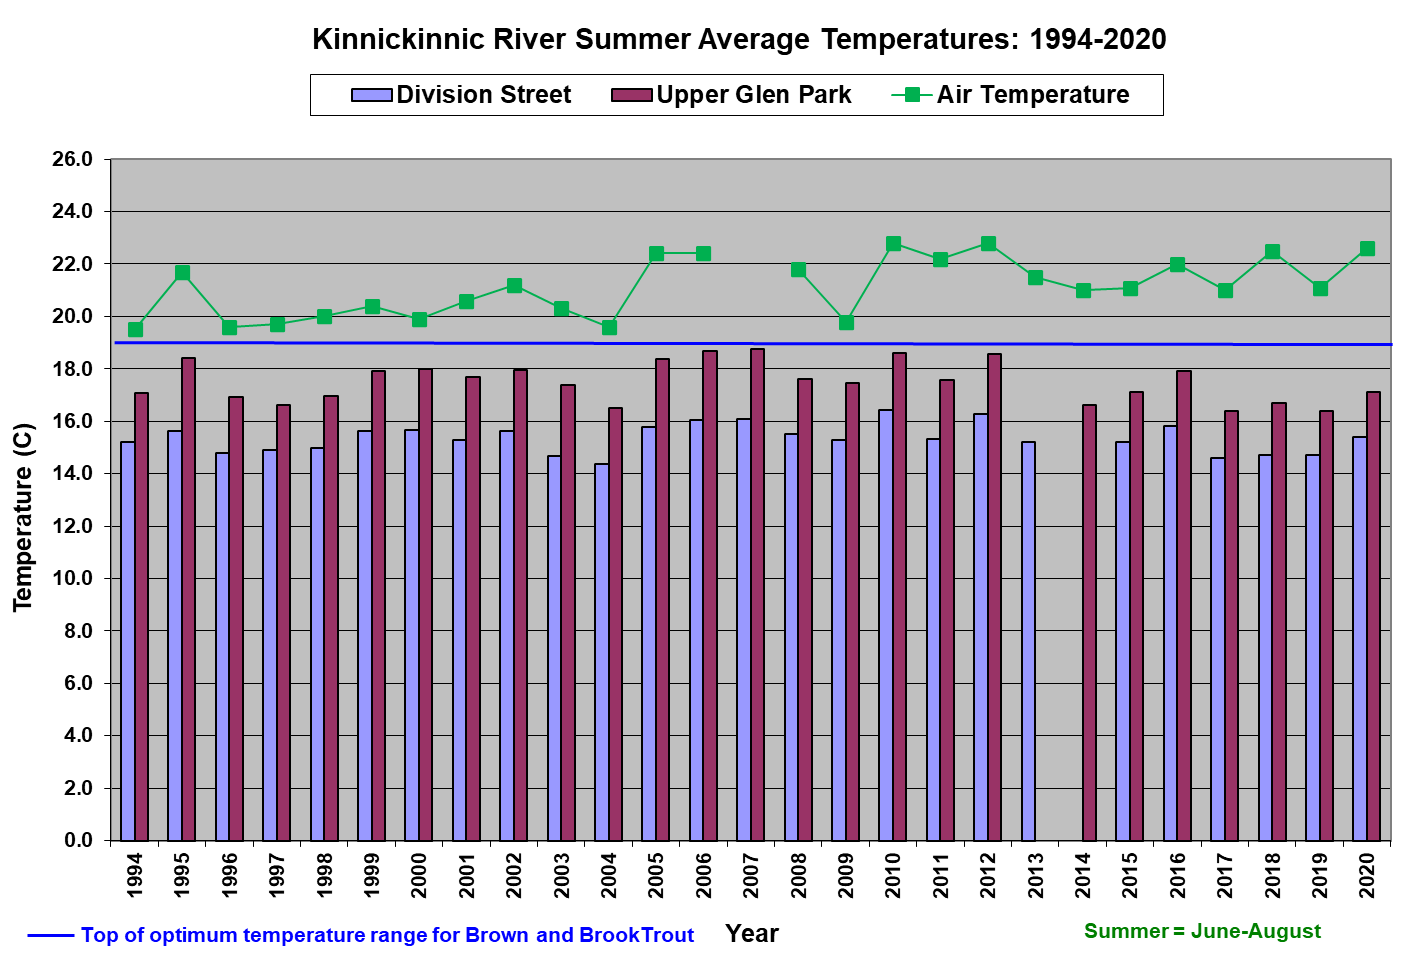 Kinnickinnic River Summer Average Temperatures: 1994-2020
Division Street Upper Glen Park Air Temperature
26.0
24.0
22.0
20.0
18.0
16.0
14.0
12.0
10.0
8.0
6.0
4.0
2.0
0.0
Temperature (C)
1994 1995 1996 1997 1998 1999 2000 2001 2002 2003 2004 2005 2006 2007 2008 2009 2010 2011 2012 2013 2014 2015 2016 2017 2018 2019 2020
Top of optimum temperature range for Brown and BrookTrout Year Summer = June-August